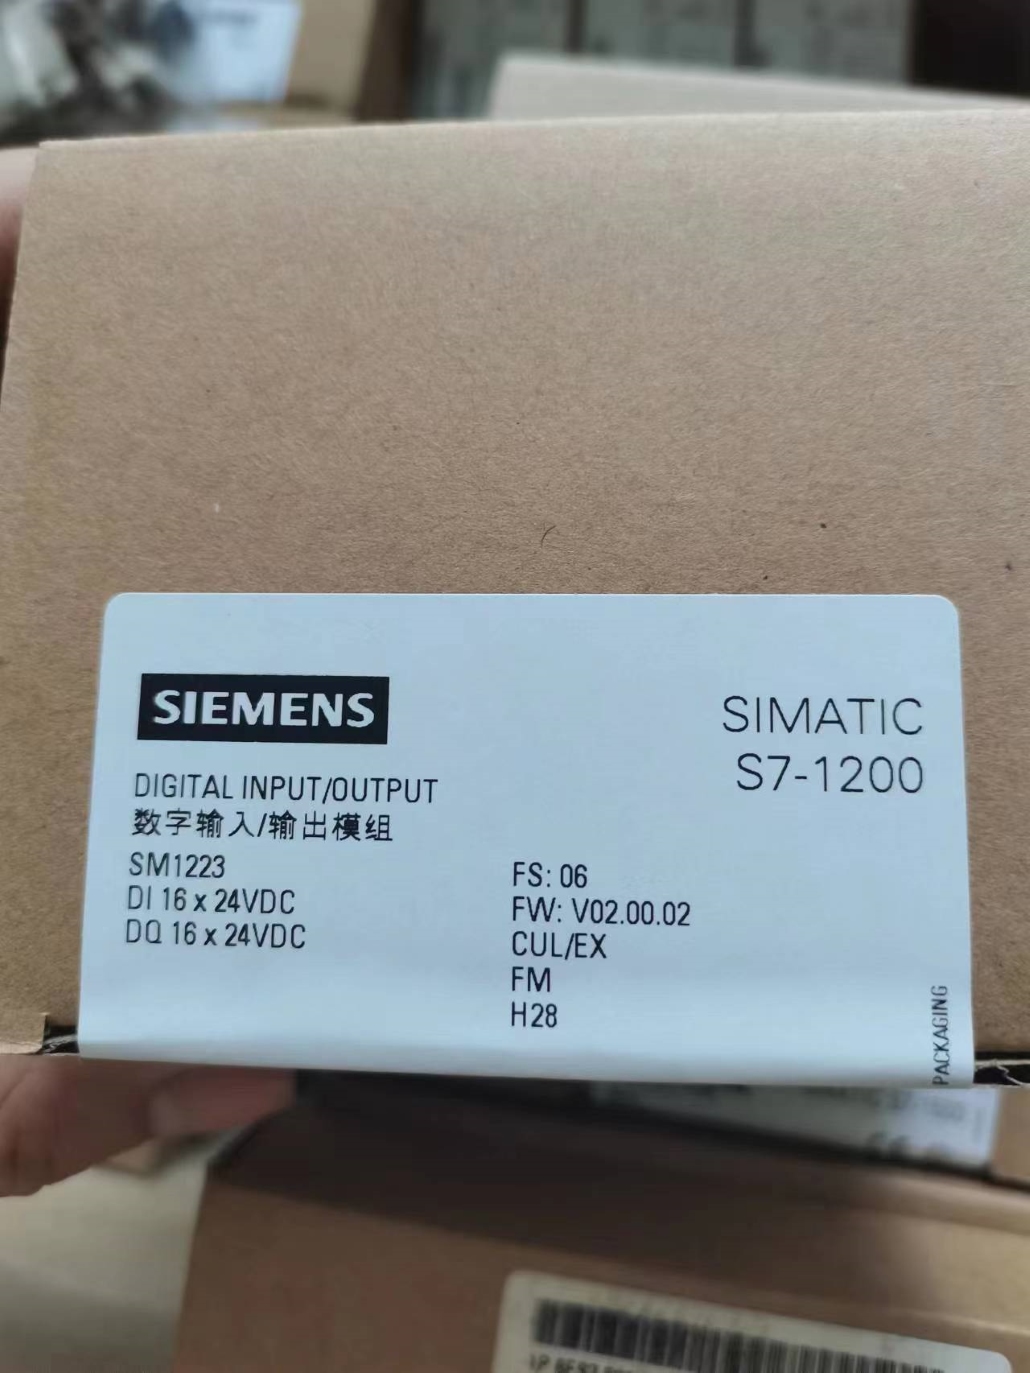 SIEMENS
SIMATIC
S7-1200
DIGITAL INPUT/OUTPUT
数字输入/输出模组
SM1223
DI 16 x 24VDC
DQ 16 x 24VDC
FS: 06
FW: V02.00.02
CUL/EX
FM
H28
PACKAGING